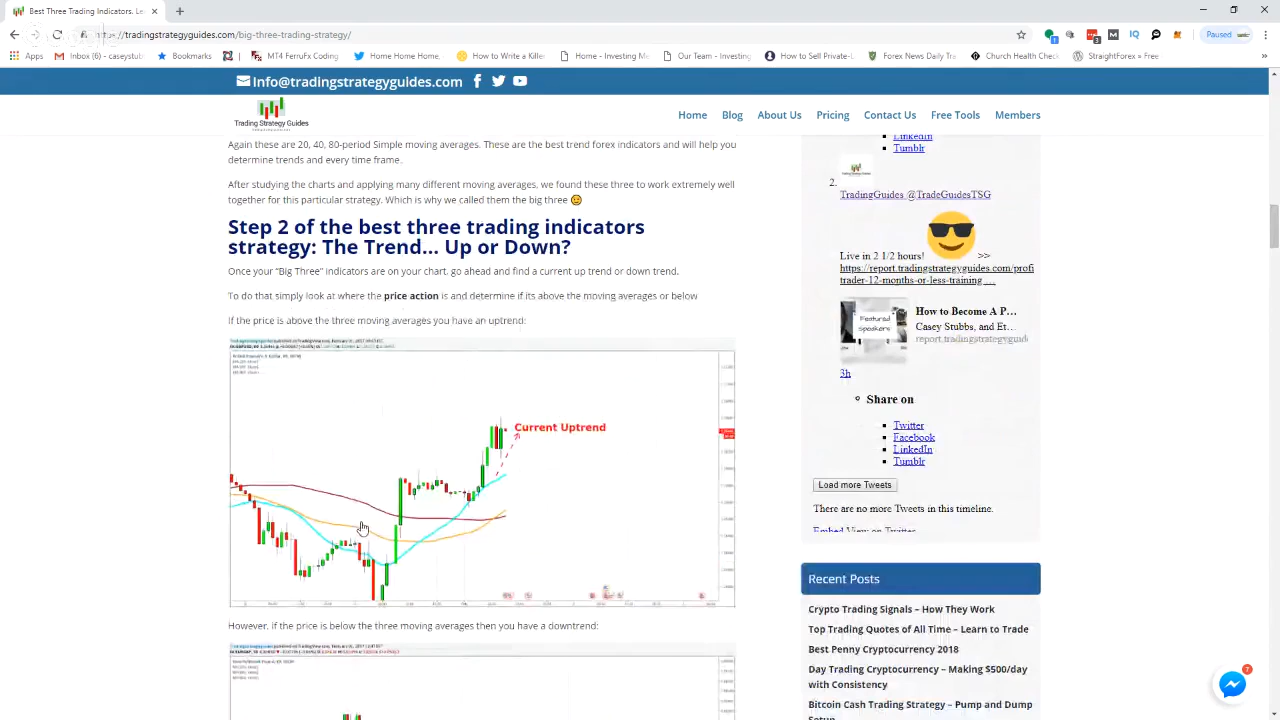 Best Three Trading Indicators. Le
https://tradingstrategyguides.com/big-three-trading-strategy/
Paused
Apps
Inbox (6) - caseystub
Bookmarks
MT4 FerruFx Coding
Home Home Home.
How to Write a Killer
Home - Investing Me
Our Team - Investing
How to Sell Private-L
Forex News Daily Tra
Church Health Check
StraightForex » Free
Info@tradingstrategyguides.com
Trading Strategy Guides
Home
Blog
About Us
Pricing
Contact Us
Free Tools
Members
Again these are 20, 40, 80-period Simple moving averages. These are the best trend forex indicators and will help you
determine trends and every time frame.
After studying the charts and applying many different moving averages, we found these three to work extremely well
together for this particular strategy. Which is why we called them the big three
Step 2 of the best three trading indicators
strategy: The Trend... Up or Down?
Once your “Big Three” indicators are on your chart, go ahead and find a current up trend or down trend.
To do that simply look at where the price action is and determine if its above the moving averages or below
If the price is above the three moving averages you have an uptrend:
Current Uptrend
However, if the price is below the three moving averages then you have a downtrend:
LinkedIn
Tumblr
2.
TradingGuides @TradeGuidesTSG
Live in 2 1/2 hours! >>
https://report.tradingstrategyguides.com/profi
trader-12-months-or-less-training …
Featured
speakers
How to Become A P…
Casey Stubbs, and Et…
report.tradingstrategyguid
3h
Share on
Twitter
Facebook
LinkedIn
Tumblr
Load more Tweets
There are no more Tweets in this timeline.
Embed View on Twitter
Recent Posts
Crypto Trading Signals – How They Work
Top Trading Quotes of All Time – Learn to Trade
Best Penny Cryptocurrency 2018
Day Trading Cryptocurrency – Making $500/day
with Consistency
Bitcoin Cash Trading Strategy – Pump and Dump
Setup
7